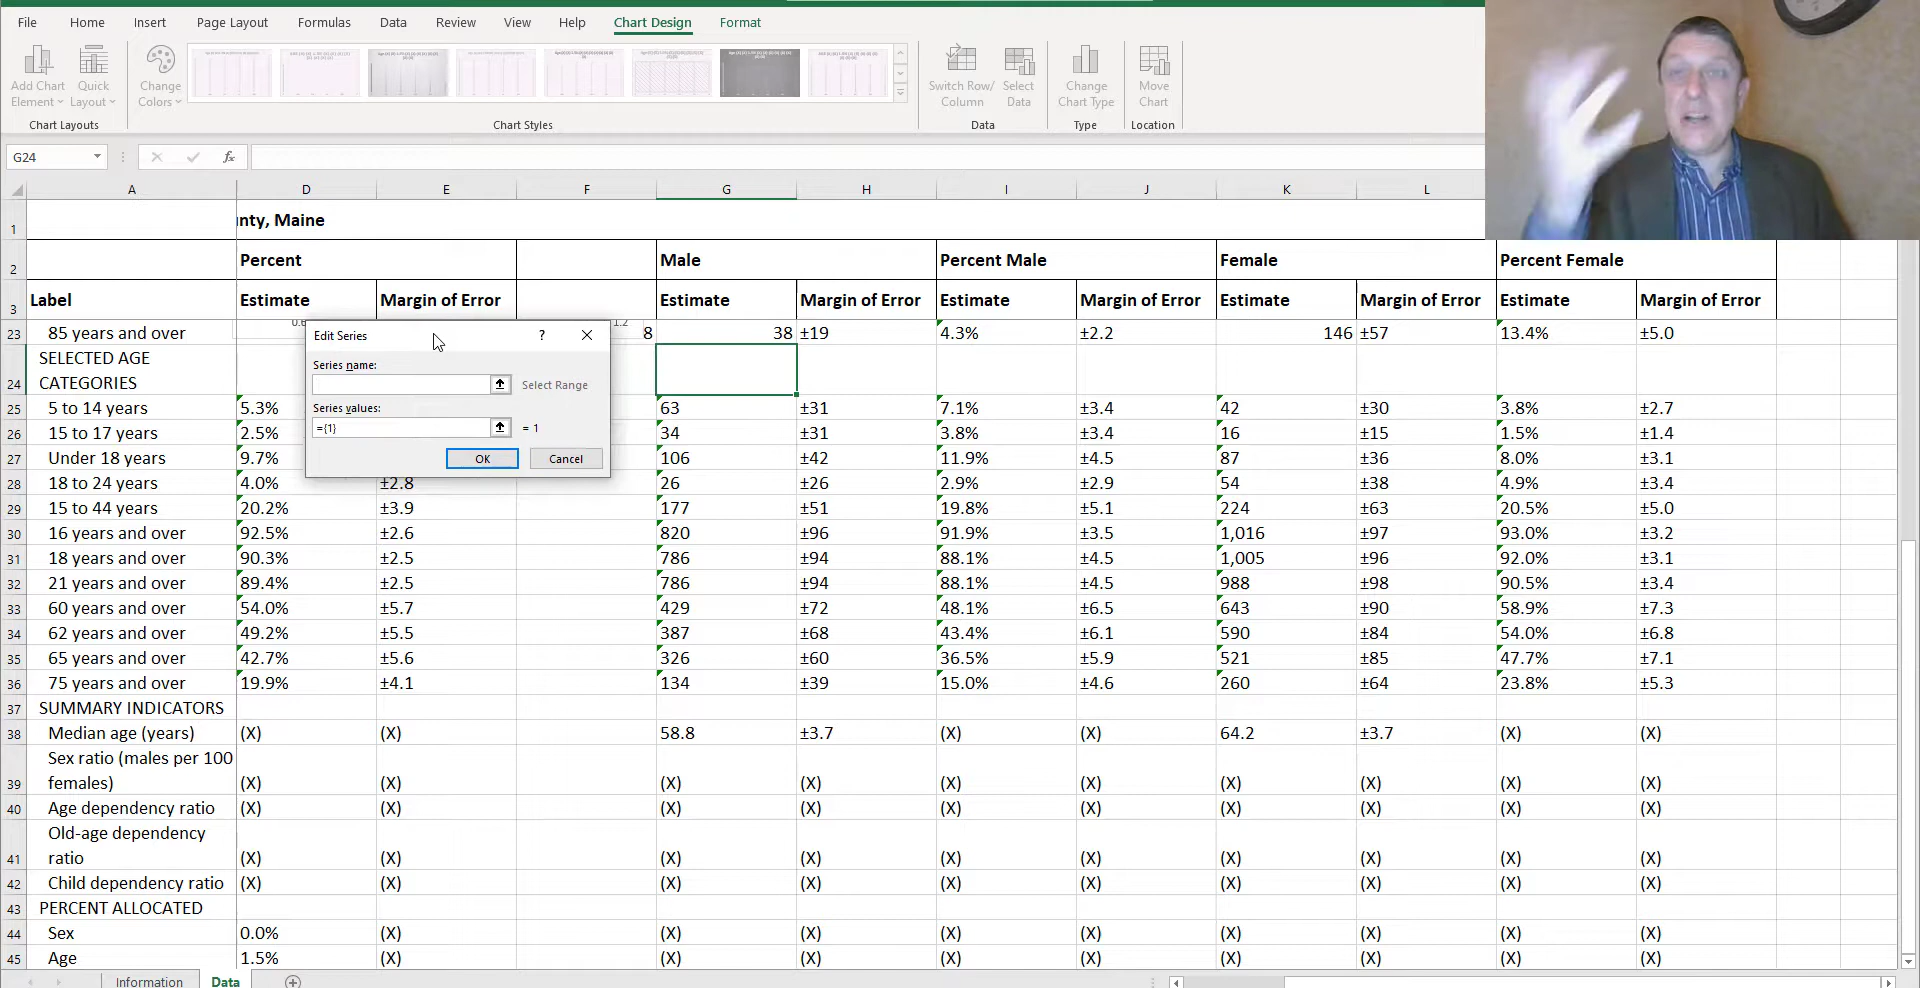 File Home Insert Page Layout Formulas Data Review View Help Chart Design Format
Add Chart Element Quick Layout Change Colors Switch Row/ Column Select Data Change Chart Type Move Chart
Chart Layouts Chart Styles Data Type Location
G24 fx
A D E F G H I J K L
1 nty, Maine
2 Percent Male Percent Male Female Percent Female
3 Label Estimate Margin of Error Estimate Margin of Error Estimate Margin of Error Estimate Margin of Error Estimate Margin of Error
23 85 years and over 1.2 8 38 ±19 4.3% ±2.2 146 ±57 13.4% ±5.0
24 SELECTED AGE CATEGORIES
Edit Series ? 
Series name:
Select Range
Series values:
={1} = 1
OK Cancel
25 5 to 14 years 5.3% 63 ±31 7.1% ±3.4 42 ±30 3.8% ±2.7
26 15 to 17 years 2.5% 34 ±31 3.8% ±3.4 16 ±15 1.5% ±1.4
27 Under 18 years 9.7% 106 ±42 11.9% ±4.5 87 ±36 8.0% ±3.1
28 18 to 24 years 4.0% ±2.8 26 ±26 2.9% ±2.9 54 ±38 4.9% ±3.4
29 15 to 44 years 20.2% ±3.9 177 ±51 19.8% ±5.1 224 ±63 20.5% ±5.0
30 16 years and over 92.5% ±2.6 820 ±96 91.9% ±3.5 1,016 ±97 93.0% ±3.2
31 18 years and over 90.3% ±2.5 786 ±94 88.1% ±4.5 1,005 ±96 92.0% ±3.1
32 21 years and over 89.4% ±2.5 786 ±94 88.1% ±4.5 988 ±98 90.5% ±3.4
33 60 years and over 54.0% ±5.7 429 ±72 48.1% ±6.5 643 ±90 58.9% ±7.3
34 62 years and over 49.2% ±5.5 387 ±68 43.4% ±6.1 590 ±84 54.0% ±6.8
35 65 years and over 42.7% ±5.6 326 ±60 36.5% ±5.9 521 ±85 47.7% ±7.1
36 75 years and over 19.9% ±4.1 134 ±39 15.0% ±4.6 260 ±64 23.8% ±5.3
37 SUMMARY INDICATORS
38 Median age (years) (X) (X) 58.8 ±3.7 (X) (X) 64.2 ±3.7 (X) (X)
39 Sex ratio (males per 100 females) (X) (X) (X) (X) (X) (X) (X) (X) (X) (X)
40 Age dependency ratio (X) (X) (X) (X) (X) (X) (X) (X) (X) (X)
41 Old-age dependency ratio (X) (X) (X) (X) (X) (X) (X) (X) (X) (X)
42 Child dependency ratio (X) (X) (X) (X) (X) (X) (X) (X) (X) (X)
43 PERCENT ALLOCATED
44 Sex 0.0% (X) (X) (X) (X) (X) (X) (X) (X) (X)
45 Age 1.5% (X) (X) (X) (X) (X) (X) (X) (X) (X)
Information Data